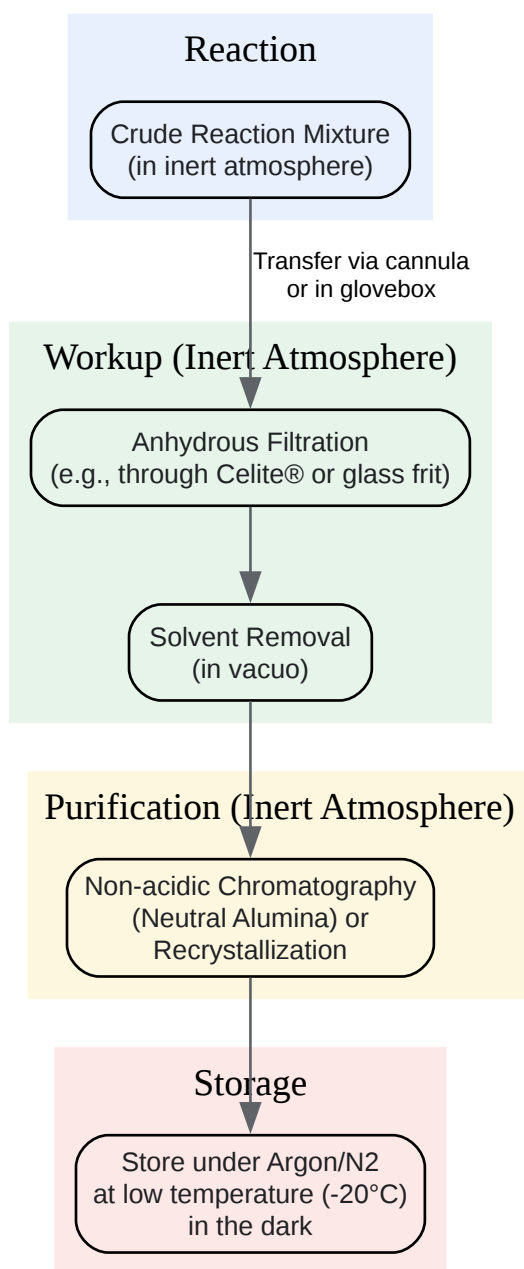 Reaction
Crude Reaction Mixture
(in inert atmosphere)
Transfer via cannula
or in glovebox
Workup (Inert Atmosphere)
Anhydrous Filtration
(e.g., through Celite® or glass frit)
Solvent Removal
(in vacuo)
Purification (Inert Atmosphere)
Non-acidic Chromatography
(Neutral Alumina) or
Recrystallization
Storage
Store under Argon/N2
at low temperature (-20°C)
in the dark